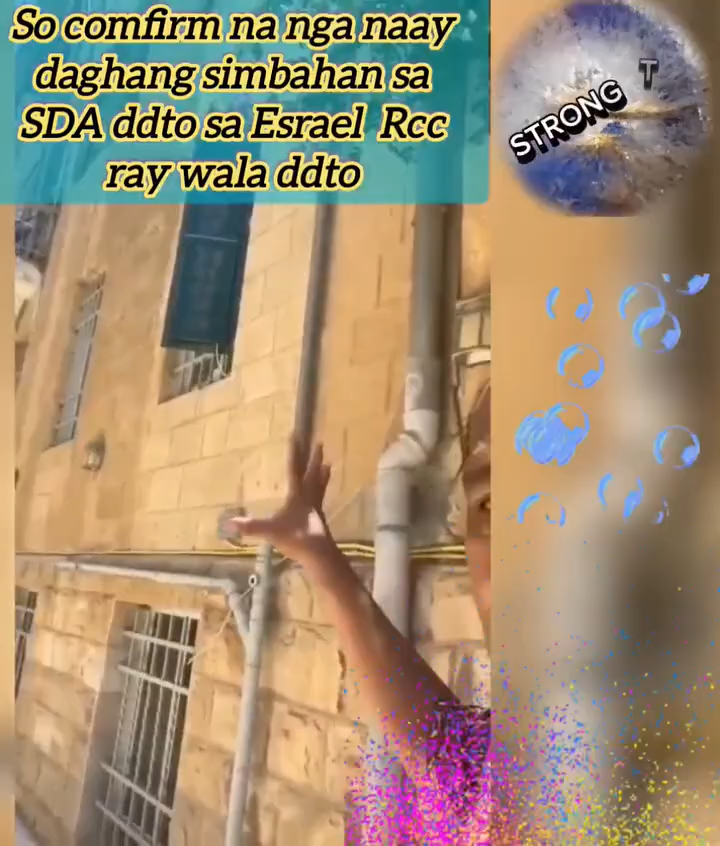 So comfirm na nga naay
daghang simbahan sa
SDA ddto sa Esrael Rcc
ray wala ddto
STRONG T